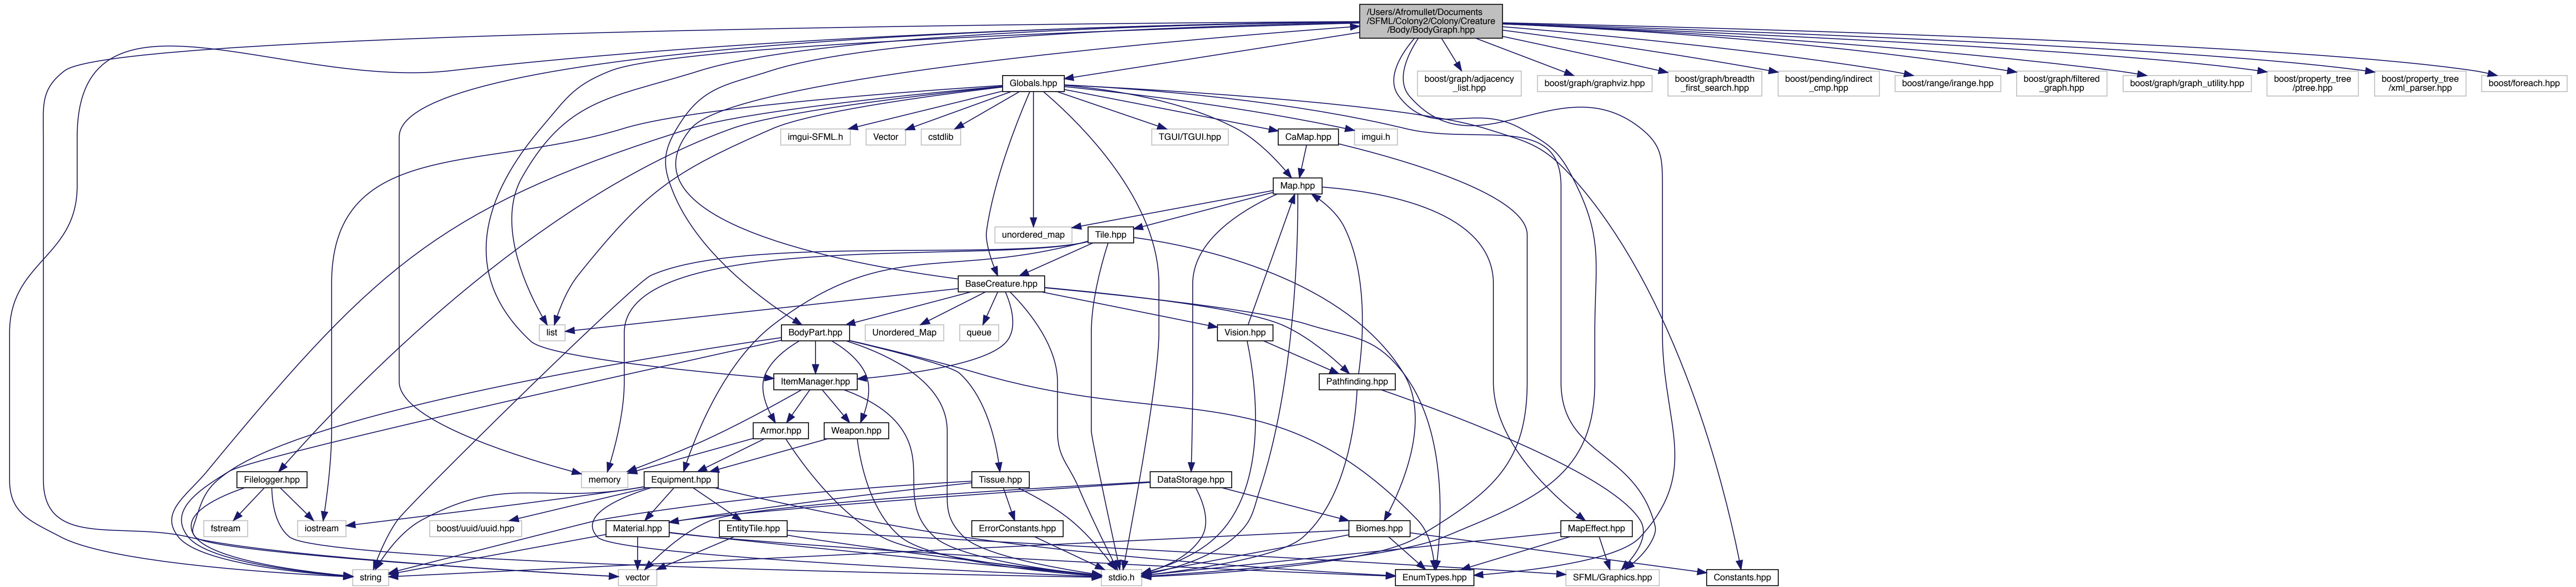 /Users/Afromullet/Documents
/SFML/Colony2/Colony/Creature
/Body/BodyGraph.hpp
Globals.hpp
boost/graph/adjacency
_list.hpp
boost/graph/graphviz.hpp
boost/graph/breadth
_first_search.hpp
boost/pending/indirect
_cmp.hpp
boost/range/irange.hpp
boost/graph/filtered
_graph.hpp
boost/graph/graph_utility.hpp
boost/property_tree
/ptree.hpp
boost/property_tree
/xml_parser.hpp
boost/foreach.hpp
imgui-SFML.h
Vector
cstdlib
TGUI/TGUI.hpp
CaMap.hpp
imgui.h
Map.hpp
unordered_map
Tile.hpp
BaseCreature.hpp
list
BodyPart.hpp
Unordered_Map
queue
Vision.hpp
ItemManager.hpp
Pathfinding.hpp
Armor.hpp
Weapon.hpp
Filelogger.hpp
memory
Equipment.hpp
Tissue.hpp
DataStorage.hpp
fstream
iostream
boost/uuid/uuid.hpp
Material.hpp
EntityTile.hpp
ErrorConstants.hpp
Biomes.hpp
MapEffect.hpp
string
vector
stdio.h
EnumTypes.hpp
SFML/Graphics.hpp
Constants.hpp